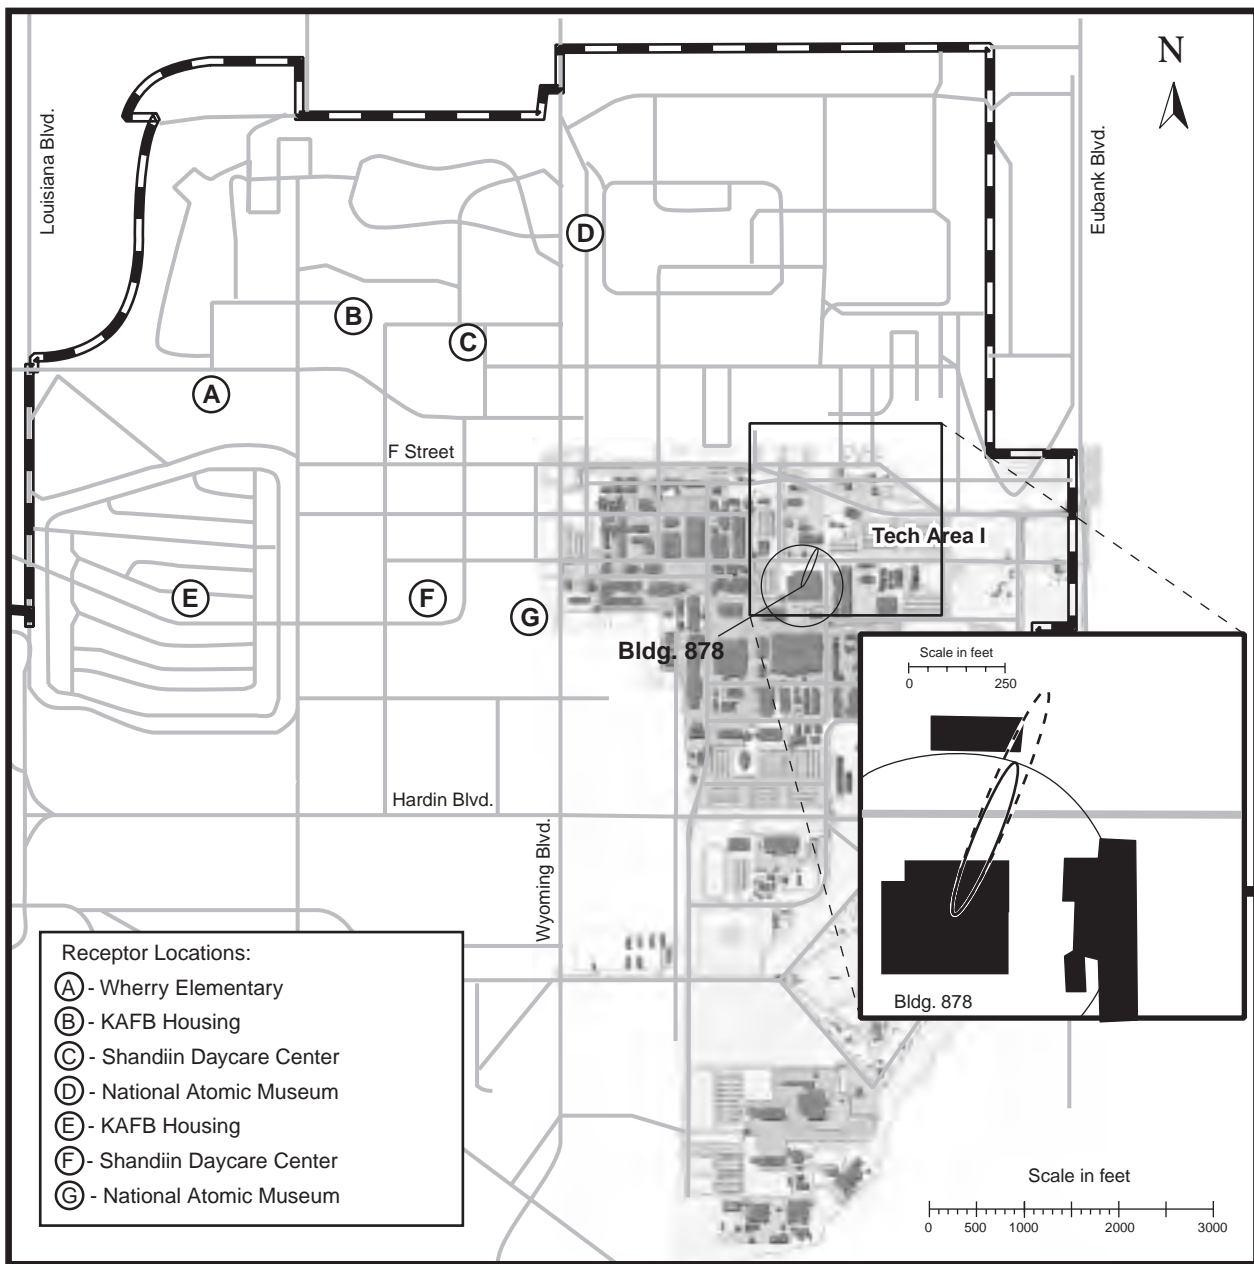 N
Louisiana Blvd.
Eubank Blvd.
D
B
C
A
F Street
Tech Area I
E
F
G
Bldg. 878
Scale in feet
0 250
Hardin Blvd.
Wyoming Blvd.
Bldg. 878
Receptor Locations:
A - Wherry Elementary
B - KAFB Housing
C - Shandiin Daycare Center
D - National Atomic Museum
E - KAFB Housing
F - Shandiin Daycare Center
G - National Atomic Museum
Scale in feet
0 500 1000 2000 3000